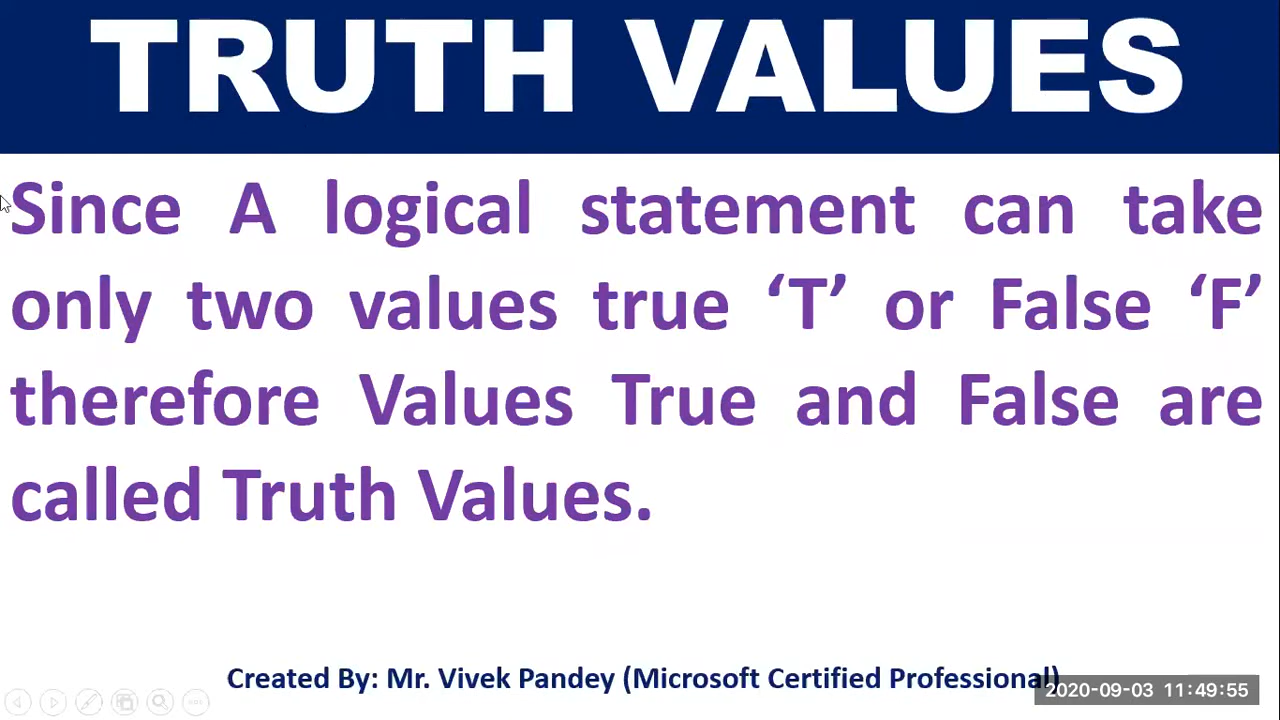 TRUTH VALUES
Since A logical statement can take
only two values true ‘T’ or False ‘F’
therefore Values True and False are
called Truth Values.
Created By: Mr. Vivek Pandey (Microsoft Certified Professional)
2020-09-03 11:49:55